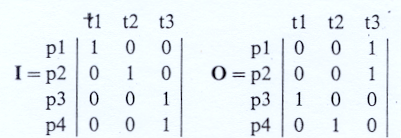 t1 t2 t3 t1 t2 t3
p1 1 0 0 p1 0 0 1
I = p2 0 1 0 O = p2 0 0 1
p3 0 0 1 p3 1 0 0
p4 0 0 1 p4 0 1 0